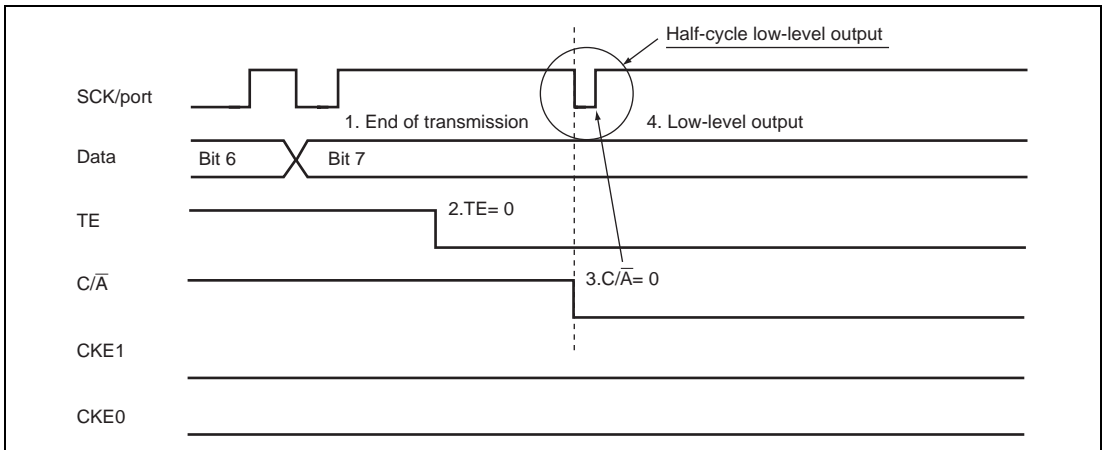 Half-cycle low-level output
SCK/port
1. End of transmission
4. Low-level output
Data
Bit 6
Bit 7
TE
2.TE= 0
C/A̅
3.C/A̅= 0
CKE1
CKE0